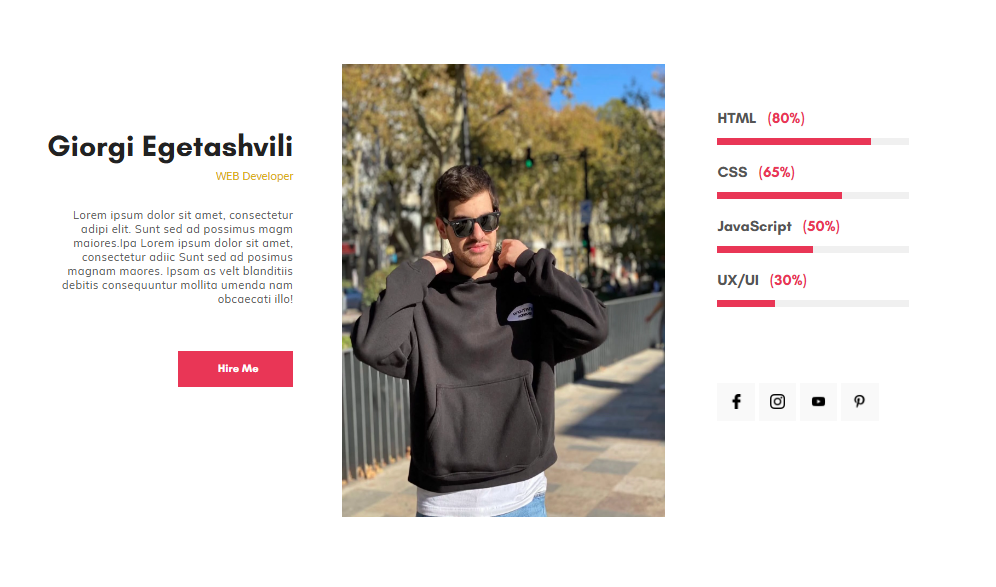 Giorgi Egetashvili
WEB Developer
Lorem ipsum dolor sit amet, consectetur
adipi elit. Sunt sed ad possimus magm
maiores.Ipa Lorem ipsum dolor sit amet,
consectetur adiic Sunt sed ad posimus
magnam maores. Ipsam as velt blanditiis
debitis consequuntur mollita umenda nam
obcaecati illo!
Hire Me
HTML (80%)
CSS (65%)
JavaScript (50%)
UX/UI (30%)